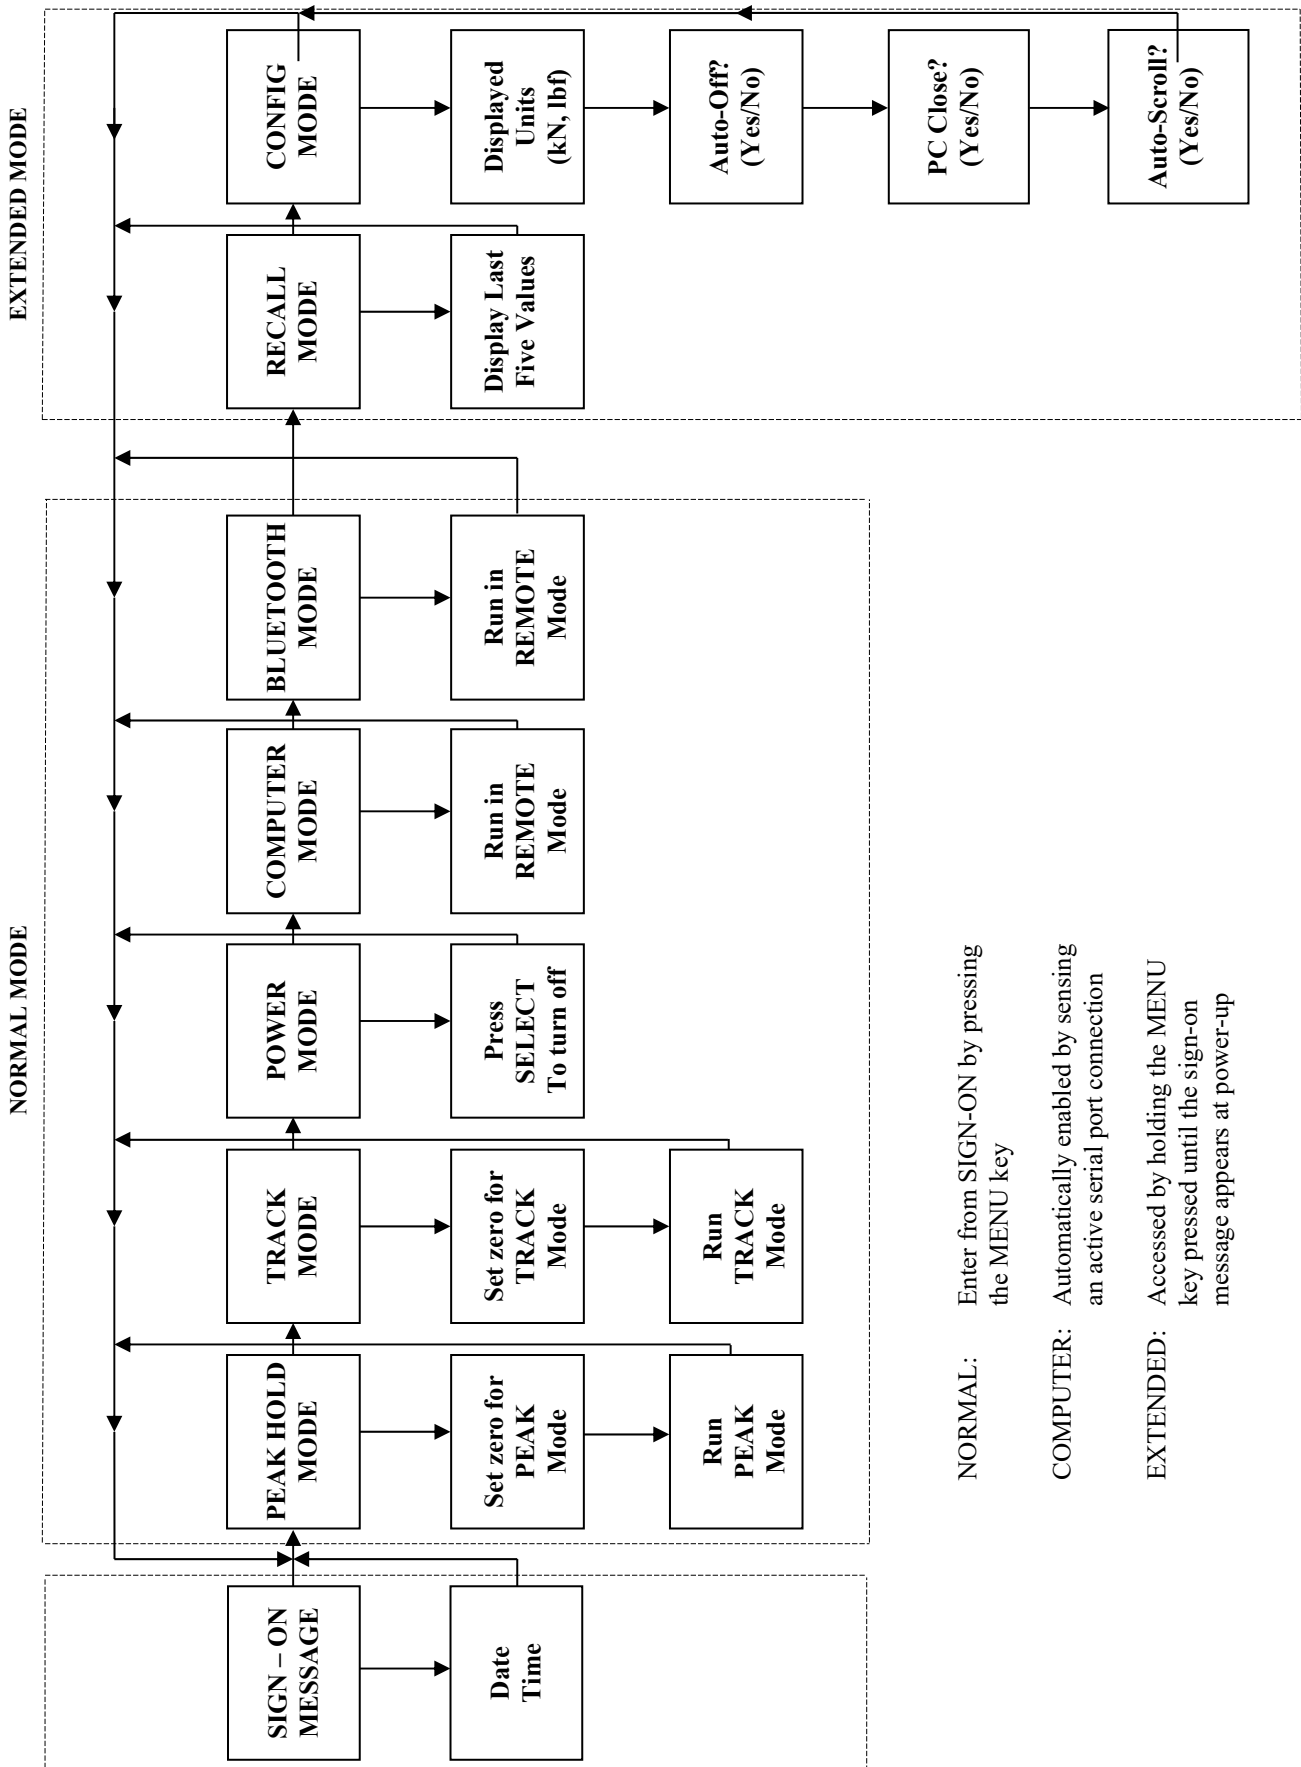 NORMAL MODE
EXTENDED MODE
SIGN – ON
MESSAGE
Date
Time
PEAK HOLD
MODE
Set zero for
PEAK
Mode
Run
PEAK
Mode
TRACK
MODE
Set zero for
TRACK
Mode
Run
TRACK
Mode
POWER
MODE
Press
SELECT
To turn off
COMPUTER
MODE
Run in
REMOTE
Mode
BLUETOOTH
MODE
Run in
REMOTE
Mode
RECALL
MODE
Display Last
Five Values
CONFIG
MODE
Displayed
Units
(kN, lbf)
Auto-Off?
(Yes/No)
PC Close?
(Yes/No)
Auto-Scroll?
(Yes/No)
NORMAL: Enter from SIGN-ON by pressing
the MENU key
COMPUTER: Automatically enabled by sensing
an active serial port connection
EXTENDED: Accessed by holding the MENU
key pressed until the sign-on
message appears at power-up